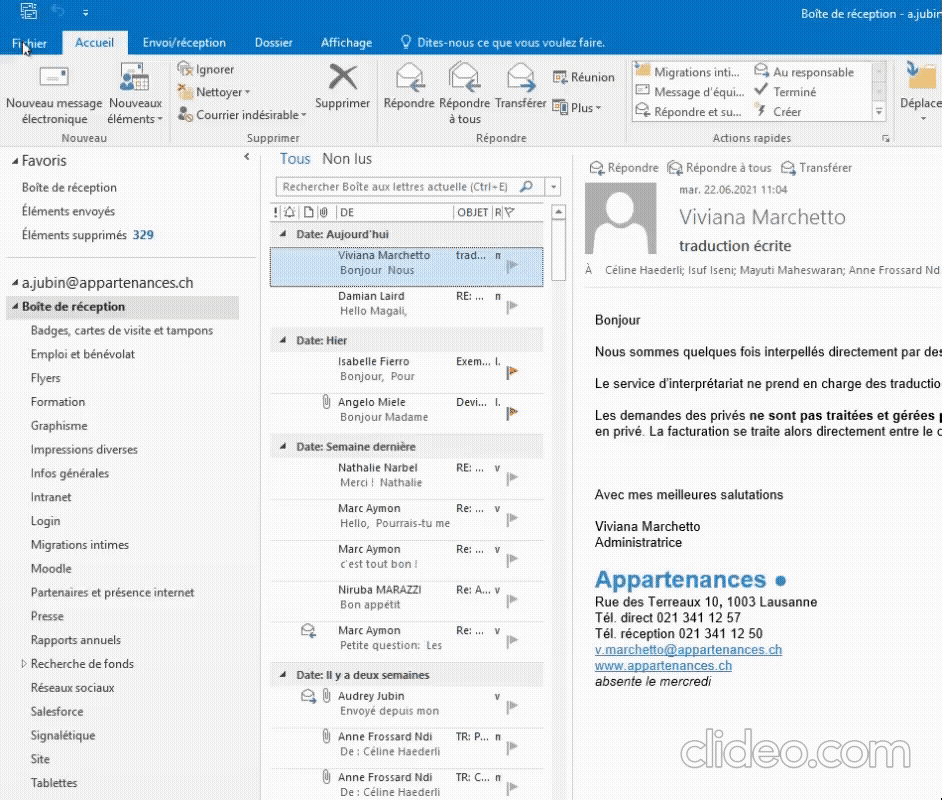 Boîte de réception - a.jubin
Fichier Accueil Envoi/réception Dossier Affichage Dites-nous ce que vous voulez faire.
Nouveau message électronique
Nouveaux éléments
Nouveau
Ignorer
Nettoyer
Courrier indésirable
Supprimer
Supprimer
Répondre
Répondre à tous
Transférer
Réunion
Plus
Répondre
Migrations inti...
Message d'équi...
Répondre et su...
Au responsable
Terminé
Créer
Actions rapides
Déplace
Favoris
Boîte de réception
Éléments envoyés
Éléments supprimés 329
a.jubin@appartenances.ch
Boîte de réception
Badges, cartes de visite et tampons
Emploi et bénévolat
Flyers
Formation
Graphisme
Impressions diverses
Infos générales
Intranet
Login
Migrations intimes
Moodle
Partenaires et présence internet
Presse
Rapports annuels
Recherche de fonds
Réseaux sociaux
Salesforce
Signalétique
Site
Tablettes
Tous Non lus
Rechercher Boîte aux lettres actuelle (Ctrl+E)
! DE OBJET R
Date: Aujourd'hui
Viviana Marchetto trad... m
Bonjour Nous
Damian Laird RE: ... m
Hello Magali,
Date: Hier
Isabelle Fierro Exem... l.
Bonjour, Pour
Angelo Miele Devi... l.
Bonjour Madame
Date: Semaine dernière
Nathalie Narbel RE: ... v
Merci ! Nathalie
Marc Aymon Re: ... v
Hello, Pourrais-tu me
Marc Aymon Re: ... v
c'est tout bon !
Niruba MARAZZI Re: A... v
Bon appétit
Marc Aymon Re: ... v
Petite question: Les
Date: Il y a deux semaines
Audrey Jubin v
Envoyé depuis mon
Anne Frossard Ndi TR: P... m
De : Céline Haederli
Anne Frossard Ndi TR: C... m
De : Céline Haederli
Répondre Répondre à tous Transférer
mar. 22.06.2021 11:04
Viviana Marchetto
traduction écrite
À Céline Haederli; Isuf Iseni; Mayuti Maheswaran; Anne Frossard Nd
Bonjour
Nous sommes quelques fois interpellés directement par des
Le service d'interprétariat ne prend en charge des traductio
Les demandes des privés ne sont pas traitées et gérées p
en privé. La facturation se traite alors directement entre le c
Avec mes meilleures salutations
Viviana Marchetto
Administratrice
Appartenances ●
Rue des Terreaux 10, 1003 Lausanne
Tél. direct 021 341 12 57
Tél. réception 021 341 12 50
v.marchetto@appartenances.ch
www.appartenances.ch
absente le mercredi
clideo.com